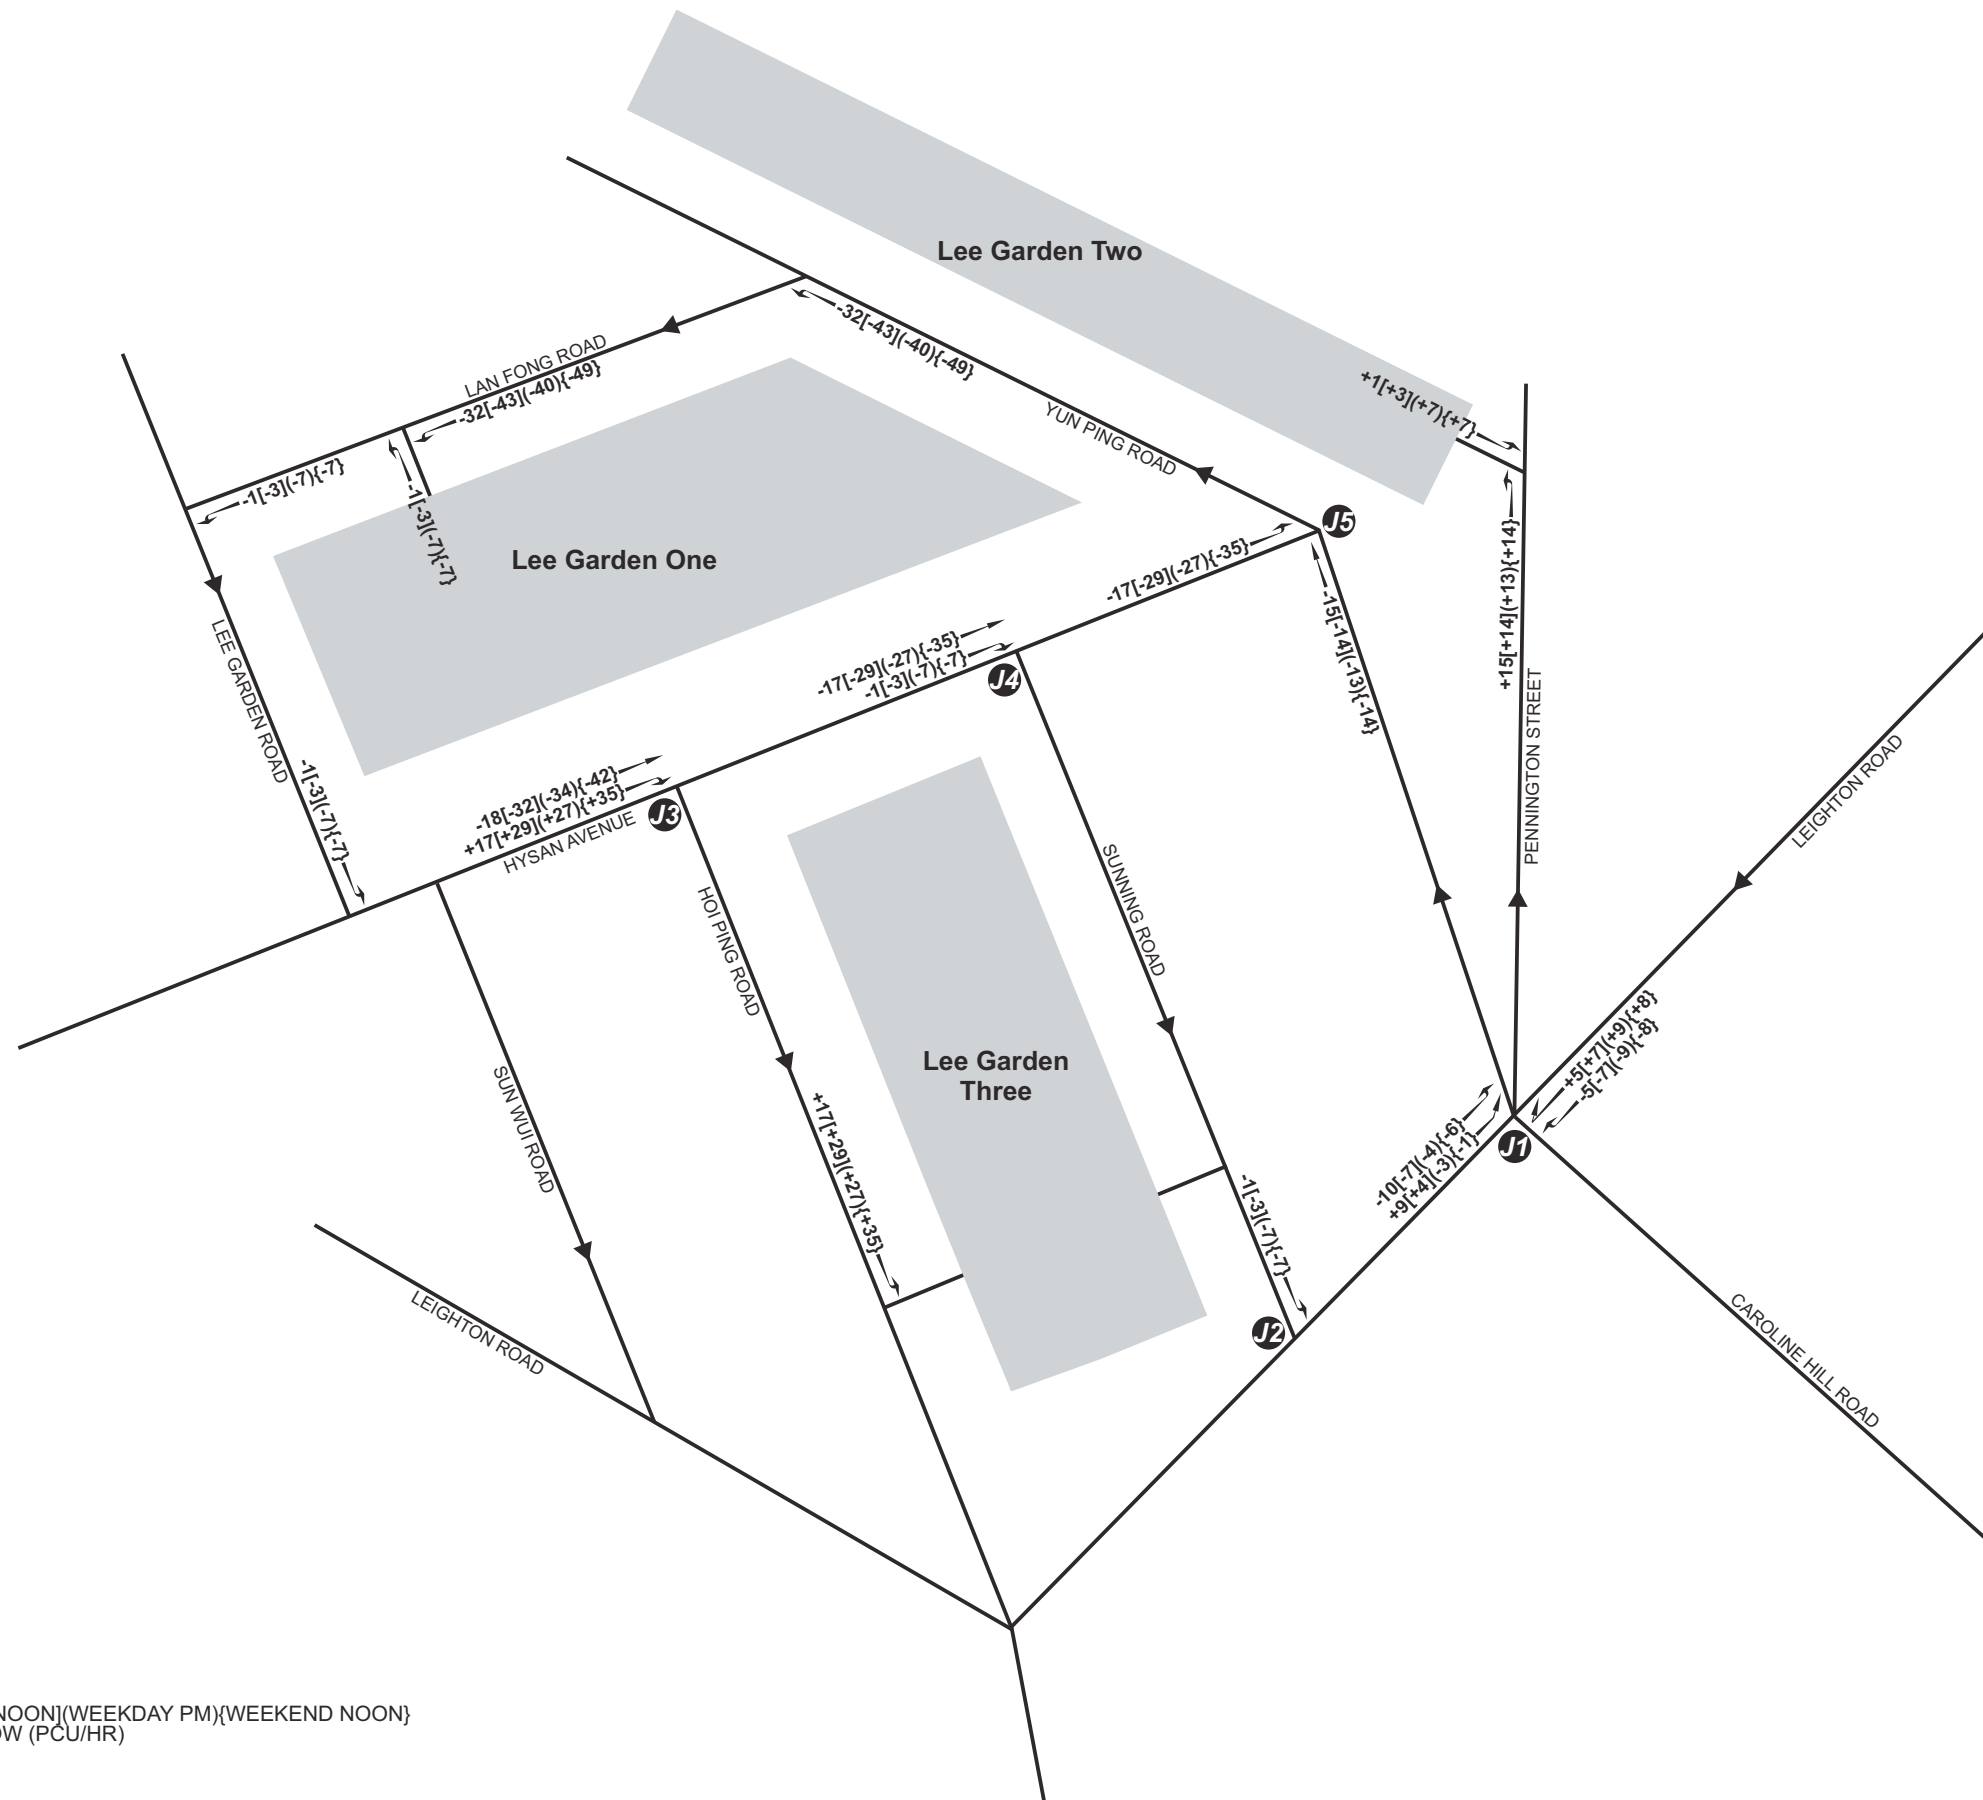 Lee Garden Two
-32[-43](-40){-49}
LAN FONG ROAD
-32[-43](-40){-49}
+1[+3](+7){+7}
YUN PING ROAD
-1[-3](-7){-7}
-1[-3](-7){-7}
J5
Lee Garden One
-17[-29](-27){-35}
+15[+14](+13){+14}
-15[-14](-13){-14}
LEE GARDEN ROAD
-17[-29](-27){-35}
-1[-3](-7){-7}
J4
PENNINGTON STREET
LEIGHTON ROAD
-1[-3](-7){-7}
-18[-32](-34){-42}
+17[+29](+27){+35}
J3
HYSAN AVENUE
HOI PING ROAD
SUNNING ROAD
Lee Garden
Three
+5[+7](+9){+8}
-5[-7](-9){-8}
SUN WUI ROAD
+17[+29](+27){+35}
-10[-7](-4){-6}
+9[+4](-3){-1}
J1
-1[-3](-7){-7}
J2
LEIGHTON ROAD
CAROLINE HILL ROAD
NOON](WEEKDAY PM){WEEKEND NOON}
OW (PCU/HR)